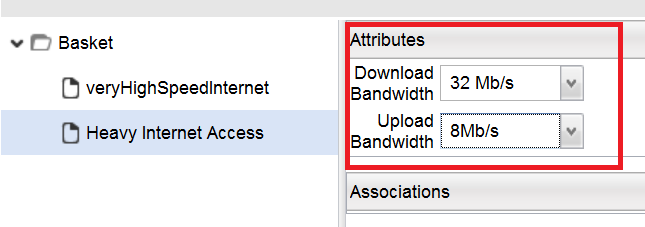 Basket
veryHighSpeedInternet
Heavy Internet Access
Attributes
Download
Bandwidth
32 Mb/s
Upload
Bandwidth
8Mb/s
Associations